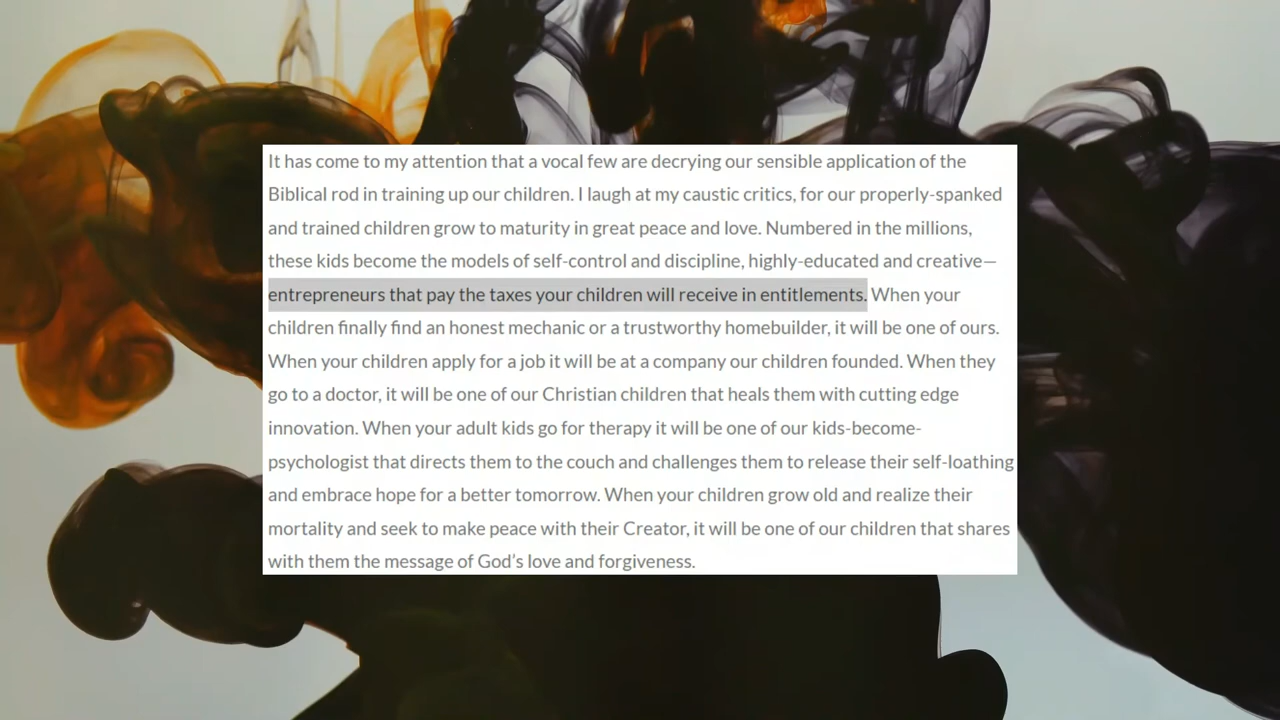 It has come to my attention that a vocal few are decrying our sensible application of the
Biblical rod in training up our children. I laugh at my caustic critics, for our properly-spanked
and trained children grow to maturity in great peace and love. Numbered in the millions,
these kids become the models of self-control and discipline, highly-educated and creative—
entrepreneurs that pay the taxes your children will receive in entitlements. When your
children finally find an honest mechanic or a trustworthy homebuilder, it will be one of ours.
When your children apply for a job it will be at a company our children founded. When they
go to a doctor, it will be one of our Christian children that heals them with cutting edge
innovation. When your adult kids go for therapy it will be one of our kids-become-
psychologist that directs them to the couch and challenges them to release their self-loathing
and embrace hope for a better tomorrow. When your children grow old and realize their
mortality and seek to make peace with their Creator, it will be one of our children that shares
with them the message of God’s love and forgiveness.